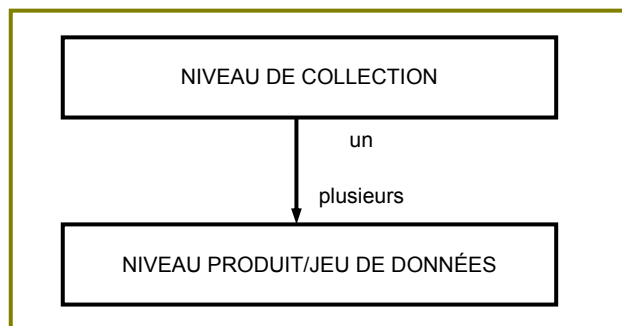 NIVEAU DE COLLECTION
un
plusieurs
NIVEAU PRODUIT/JEU DE DONNÉES